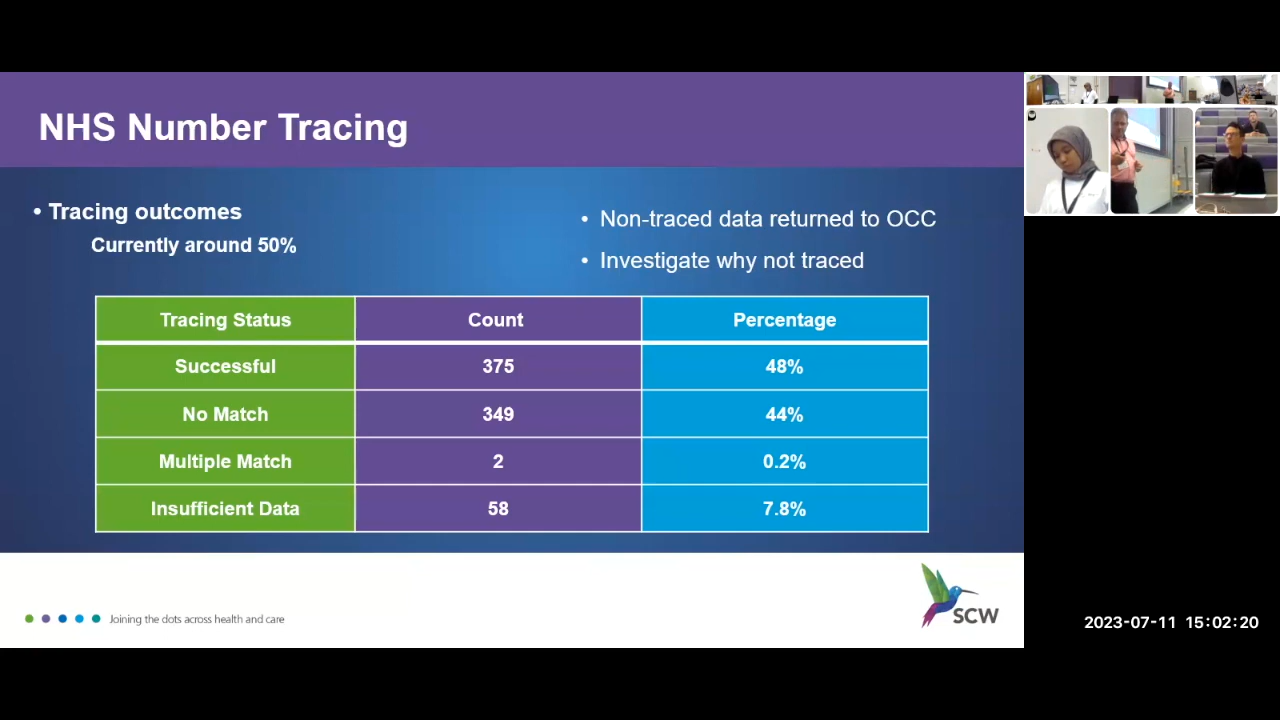 NHS Number Tracing
• Tracing outcomes
Currently around 50%
• Non-traced data returned to OCC
• Investigate why not traced
Tracing Status Count Percentage
Successful 375 48%
No Match 349 44%
Multiple Match 2 0.2%
Insufficient Data 58 7.8%
Joining the dots across health and care
SCW
2023-07-11 15:02:20